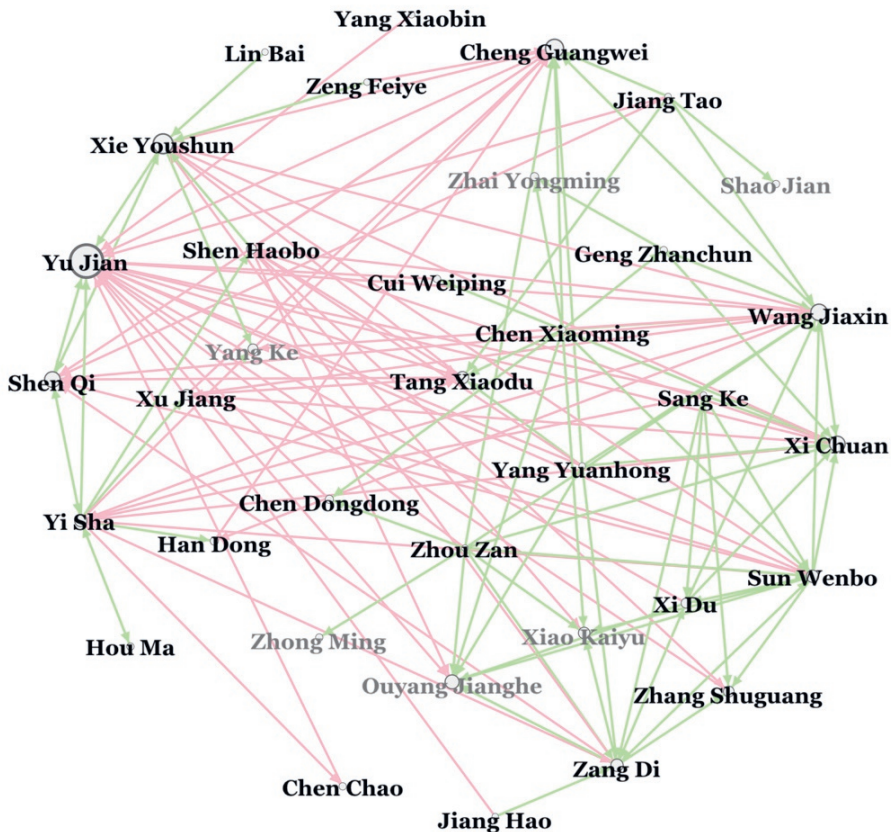 Yang Xiaobin
Lin Bai
Cheng Guangwei
Zeng Feiye
Jiang Tao
Xie Youshun
Zhai Yongming
Shao Jian
Shen Haobo
Geng Zhanchun
Yu Jian
Cui Weiping
Chen Xiaoming
Wang Jiaxin
Yang Ke
Shen Qi
Tang Xiaodu
Xu Jiang
Sang Ke
Xi Chuan
Yang Yuanhong
Chen Dongdong
Yi Sha
Han Dong
Zhou Zan
Sun Wenbo
Xi Du
Hou Ma
Zhong Ming
Xiao Kaiyu
Ouyang Jianghe
Zhang Shuguang
Zang Di
Chen Chao
Jiang Hao